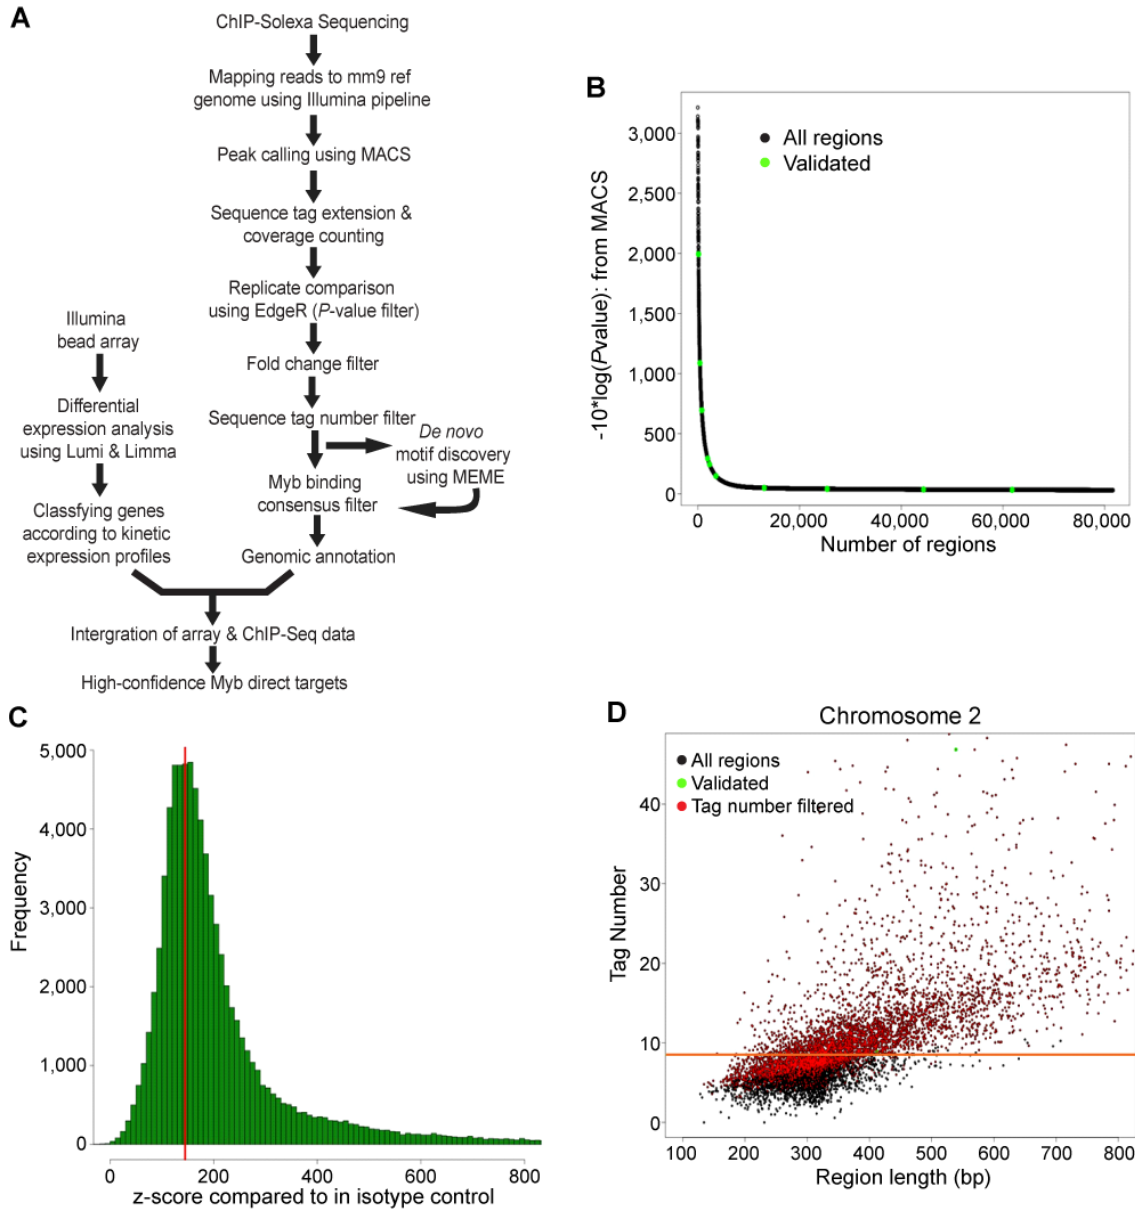 A
ChIP-Solexa Sequencing
Mapping reads to mm9 ref
genome using Illumina pipeline
Peak calling using MACS
Sequence tag extension &
coverage counting
Replicate comparison
using EdgeR (P-value filter)
Fold change filter
Sequence tag number filter
De novo
motif discovery
using MEME
Myb binding
consensus filter
Genomic annotation
Illumina
bead array
Differential
expression analysis
using Lumi & Limma
Classfying genes
according to kinetic
expression profiles
Intergration of array & ChIP-Seq data
High-confidence Myb direct targets
B
-10*log(Pvalue): from MACS
3,000
2,500
2,000
1,500
1,000
500
0
All regions
Validated
0 20,000 40,000 60,000 80,000
Number of regions
C
Frequency
5,000
4,000
3,000
2,000
1,000
0
0 200 400 600 800
z-score compared to in isotype control
D
Chromosome 2
All regions
Validated
Tag number filtered
Tag Number
40
30
20
10
0
100 200 300 400 500 600 700 800
Region length (bp)